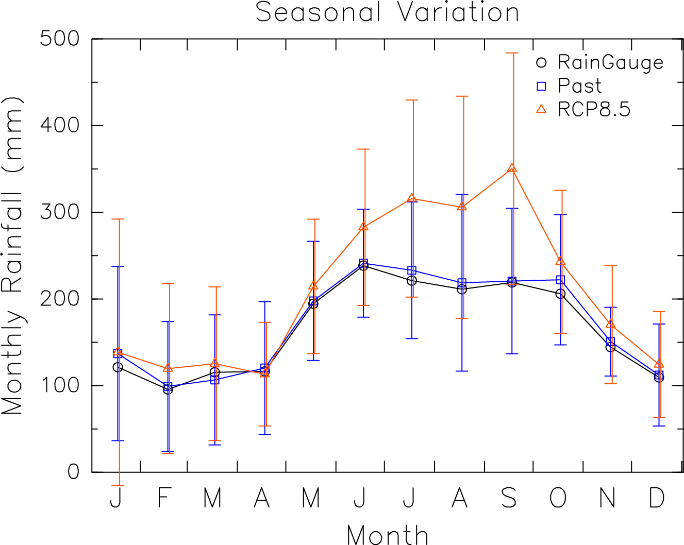 Seasonal Variation
500
400
300
200
100
0
Monthly Rainfall (mm)
RainGauge
Past
RCP8.5
J F M A M J J A S O N D
Month